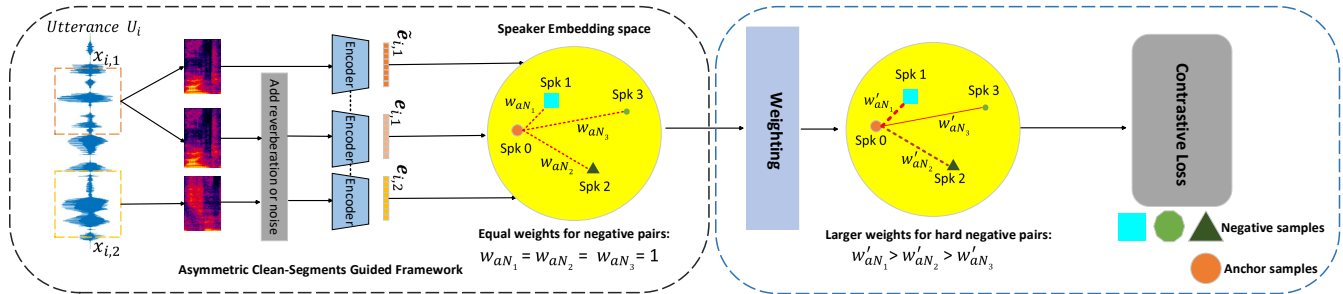 Utterance U_i
x_{i,1}
x_{i,2}
Add reverberation or noise
Encoder
Encoder
Encoder
ẽ_{i,1}
e_{i,1}
e_{i,2}
Asymmetric Clean-Segments Guided Framework
Speaker Embedding space
Spk 1
Spk 3
w_{aN_1}
w_{aN_3}
Spk 0
w_{aN_2}
Spk 2
Equal weights for negative pairs:
w_{aN_1} = w_{aN_2} = w_{aN_3} = 1
Weighting
Spk 1
Spk 3
w'_{aN_1}
w'_{aN_3}
Spk 0
w'_{aN_2}
Spk 2
Larger weights for hard negative pairs:
w'_{aN_1} > w'_{aN_2} > w'_{aN_3}
Contrastive Loss
Negative samples
Anchor samples